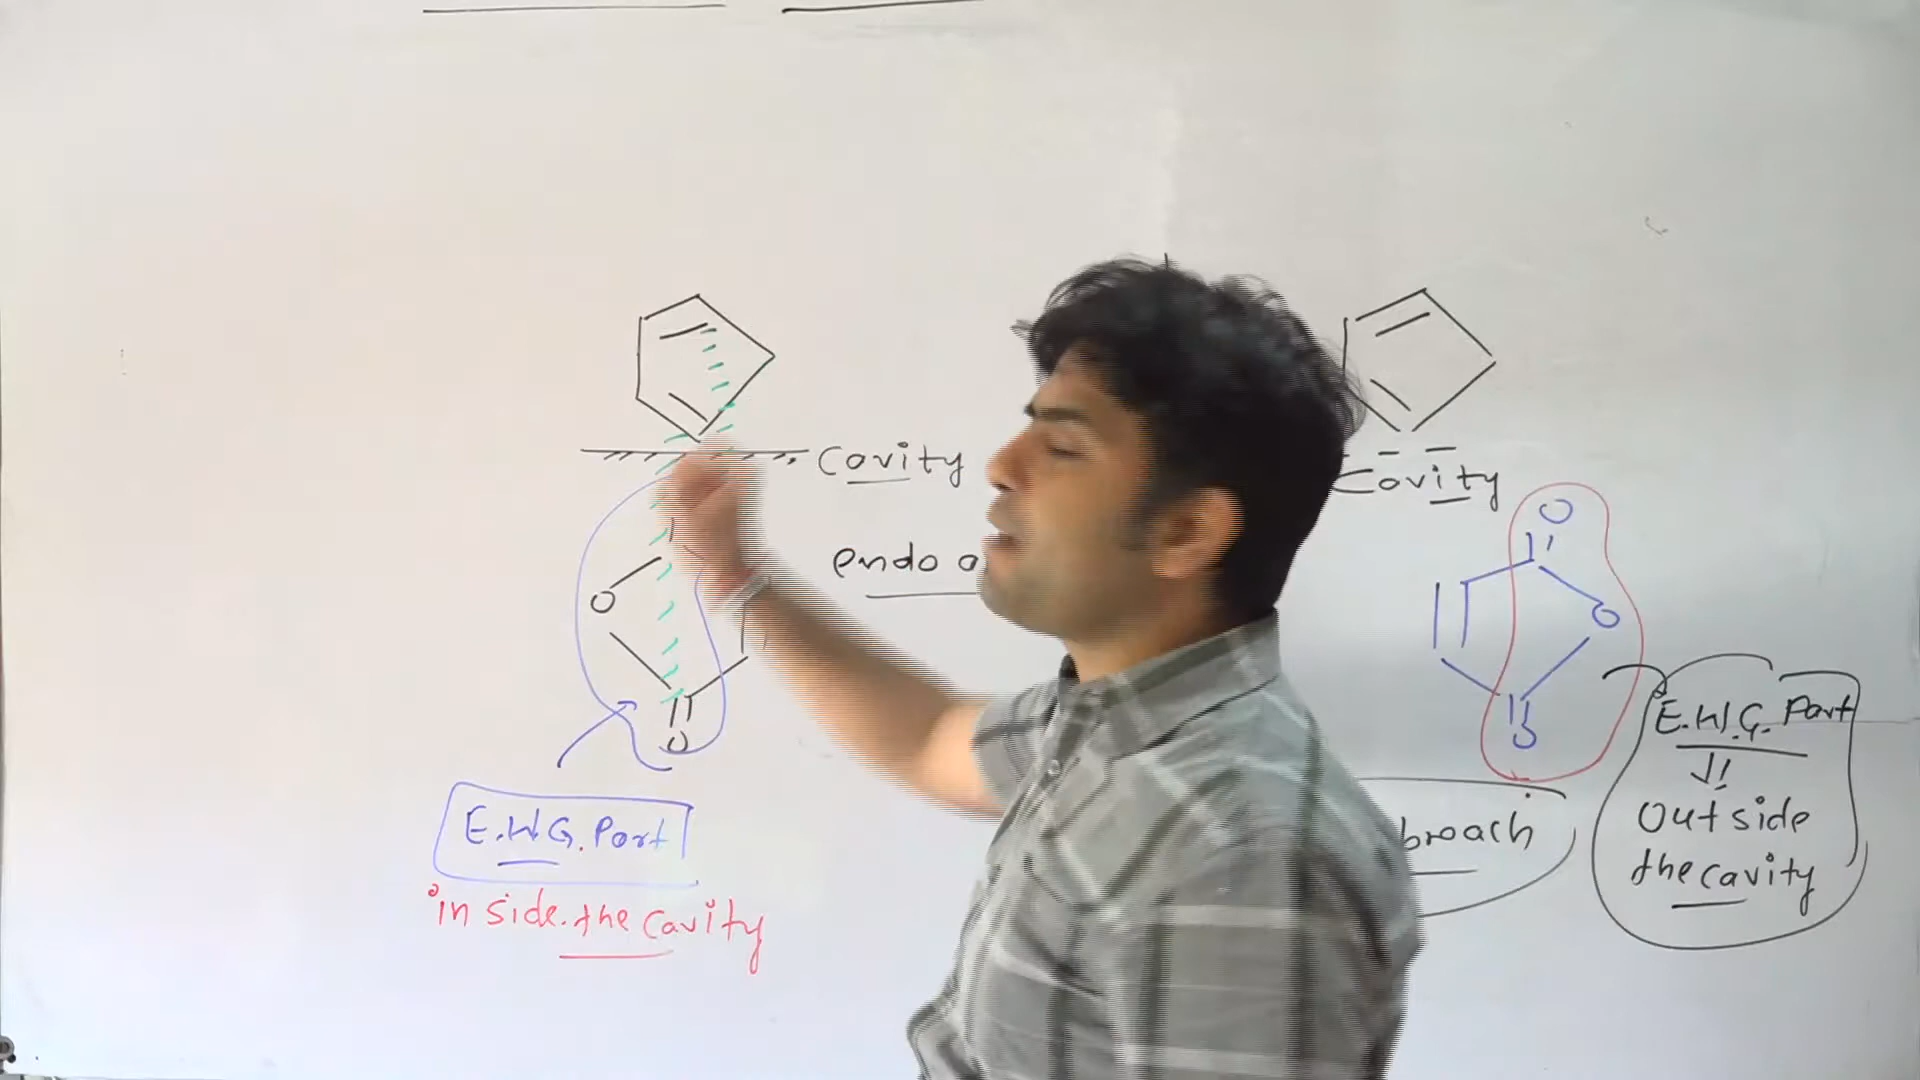 Cavity
Cavity
endo
O
O
O
O
O
O
E.W.G. Part
in side the cavity
broach
E.W.G. Part
Out side
the cavity